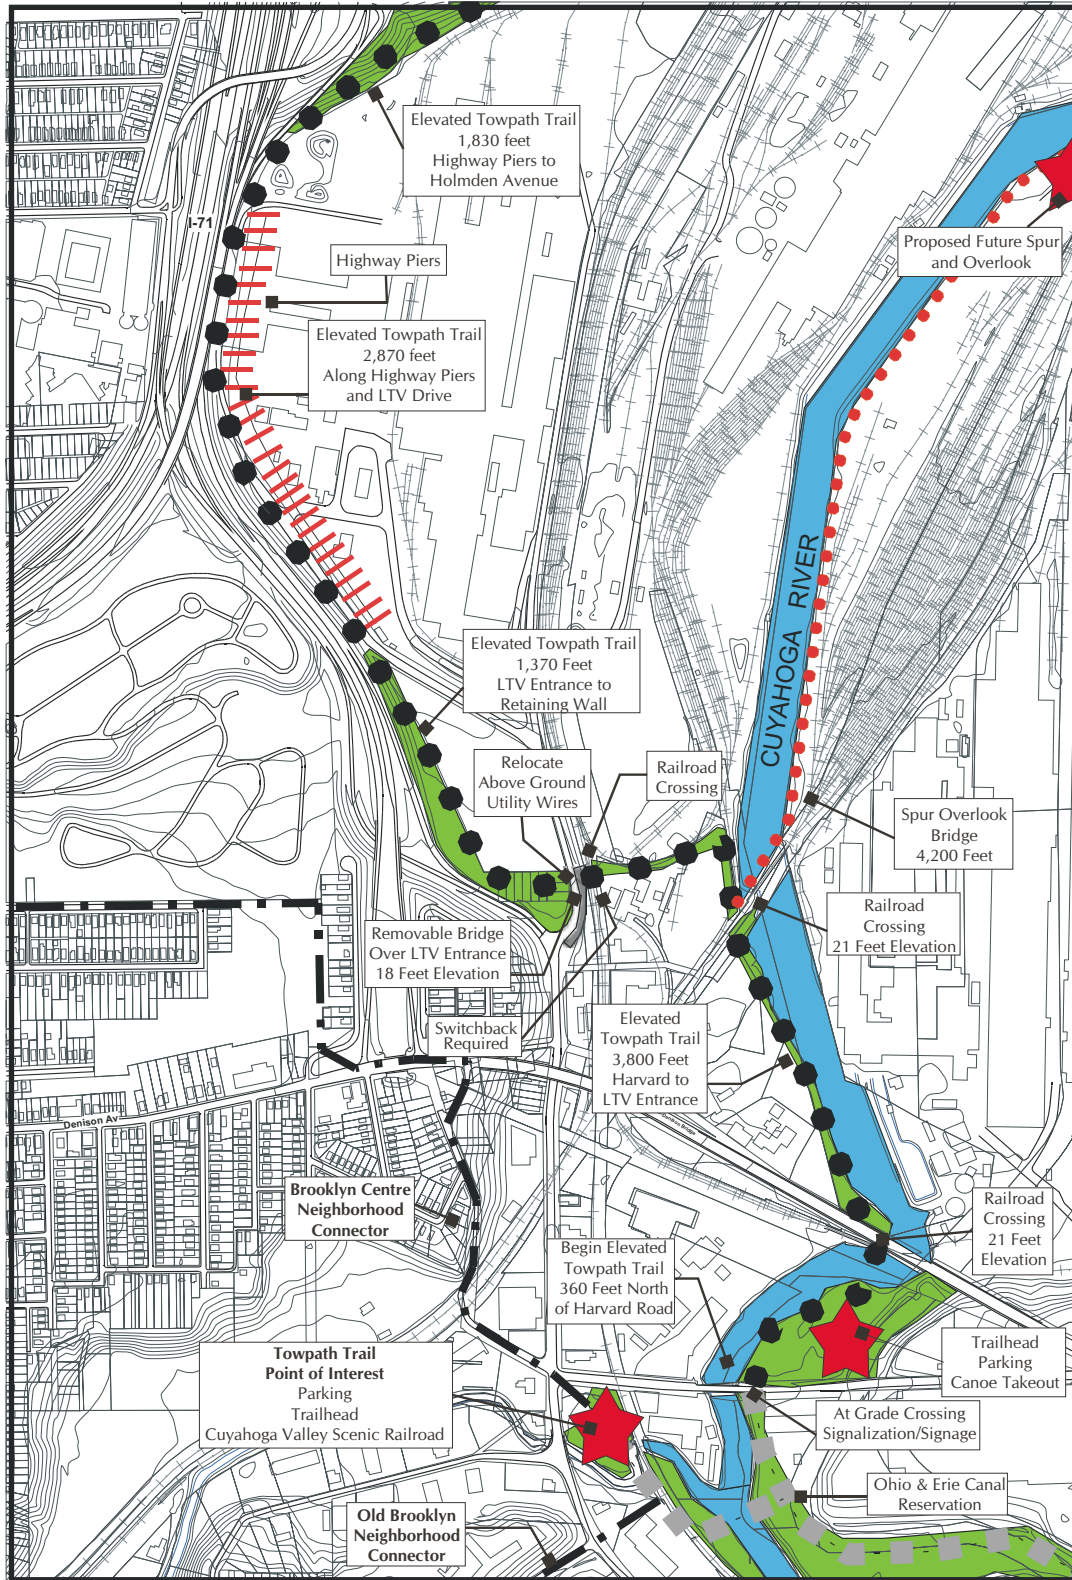 Elevated Towpath Trail
1,830 feet
Highway Piers to
Holmden Avenue
I-71
Proposed Future Spur
and Overlook
Highway Piers
Elevated Towpath Trail
2,870 feet
Along Highway Piers
and LTV Drive
CUYAHOGA RIVER
Elevated Towpath Trail
1,370 Feet
LTV Entrance to
Retaining Wall
Relocate
Above Ground
Utility Wires
Railroad
Crossing
Spur Overlook
Bridge
4,200 Feet
Railroad
Crossing
21 Feet Elevation
Removable Bridge
Over LTV Entrance
18 Feet Elevation
Switchback
Required
Elevated
Towpath Trail
3,800 Feet
Harvard to
LTV Entrance
Denison Av
Brooklyn Centre
Neighborhood
Connector
Railroad
Crossing
21 Feet
Elevation
Begin Elevated
Towpath Trail
360 Feet North
of Harvard Road
Trailhead
Parking
Canoe Takeout
Towpath Trail
Point of Interest
Parking
Trailhead
Cuyahoga Valley Scenic Railroad
At Grade Crossing
Signalization/Signage
Ohio & Erie Canal
Reservation
Old Brooklyn
Neighborhood
Connector